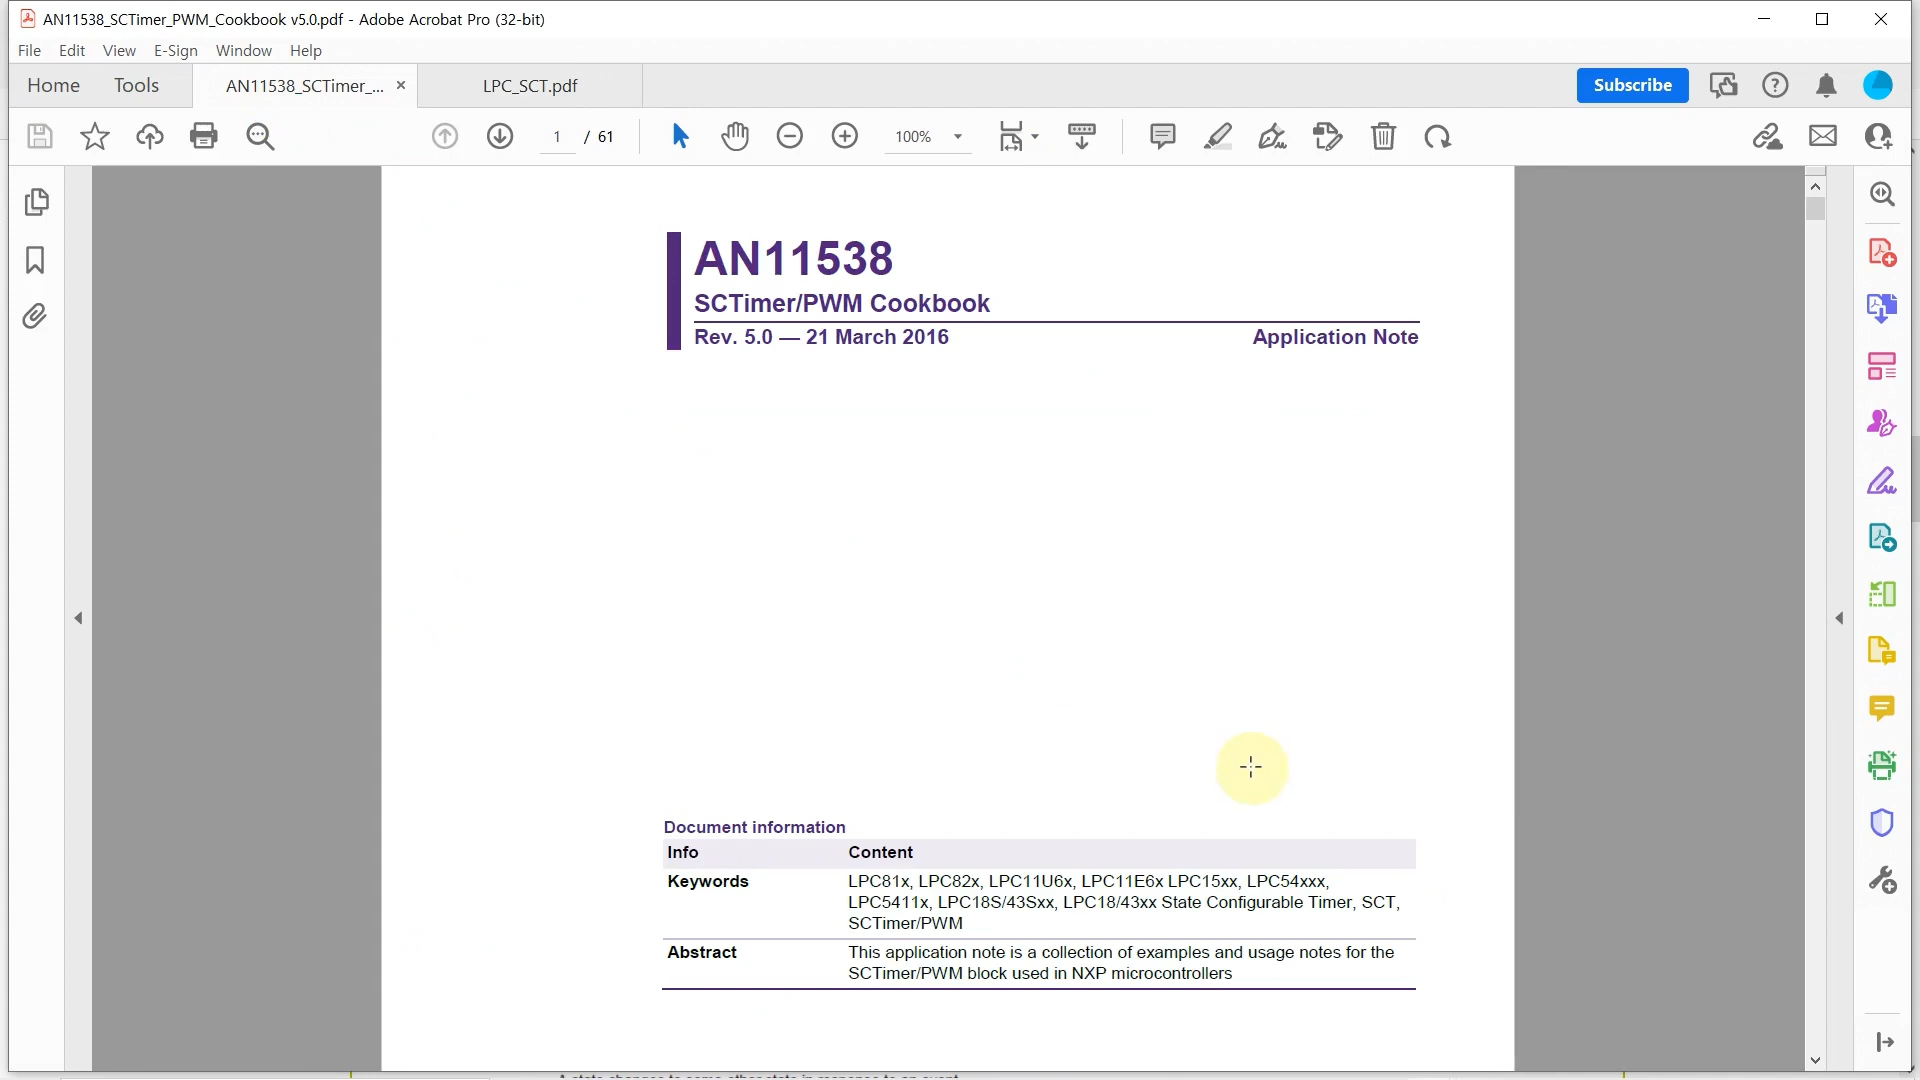 AN11538_SCTimer_PWM_Cookbook v5.0.pdf - Adobe Acrobat Pro (32-bit)
File Edit View E-Sign Window Help
Home Tools AN11538_SCTimer_... × LPC_SCT.pdf Subscribe
1 / 61 100%
AN11538
SCTimer/PWM Cookbook
Rev. 5.0 — 21 March 2016 Application Note
Document information
Info Content
Keywords LPC81x, LPC82x, LPC11U6x, LPC11E6x LPC15xx, LPC54xxx,
LPC5411x, LPC18S/43Sxx, LPC18/43xx State Configurable Timer, SCT,
SCTimer/PWM
Abstract This application note is a collection of examples and usage notes for the
SCTimer/PWM block used in NXP microcontrollers